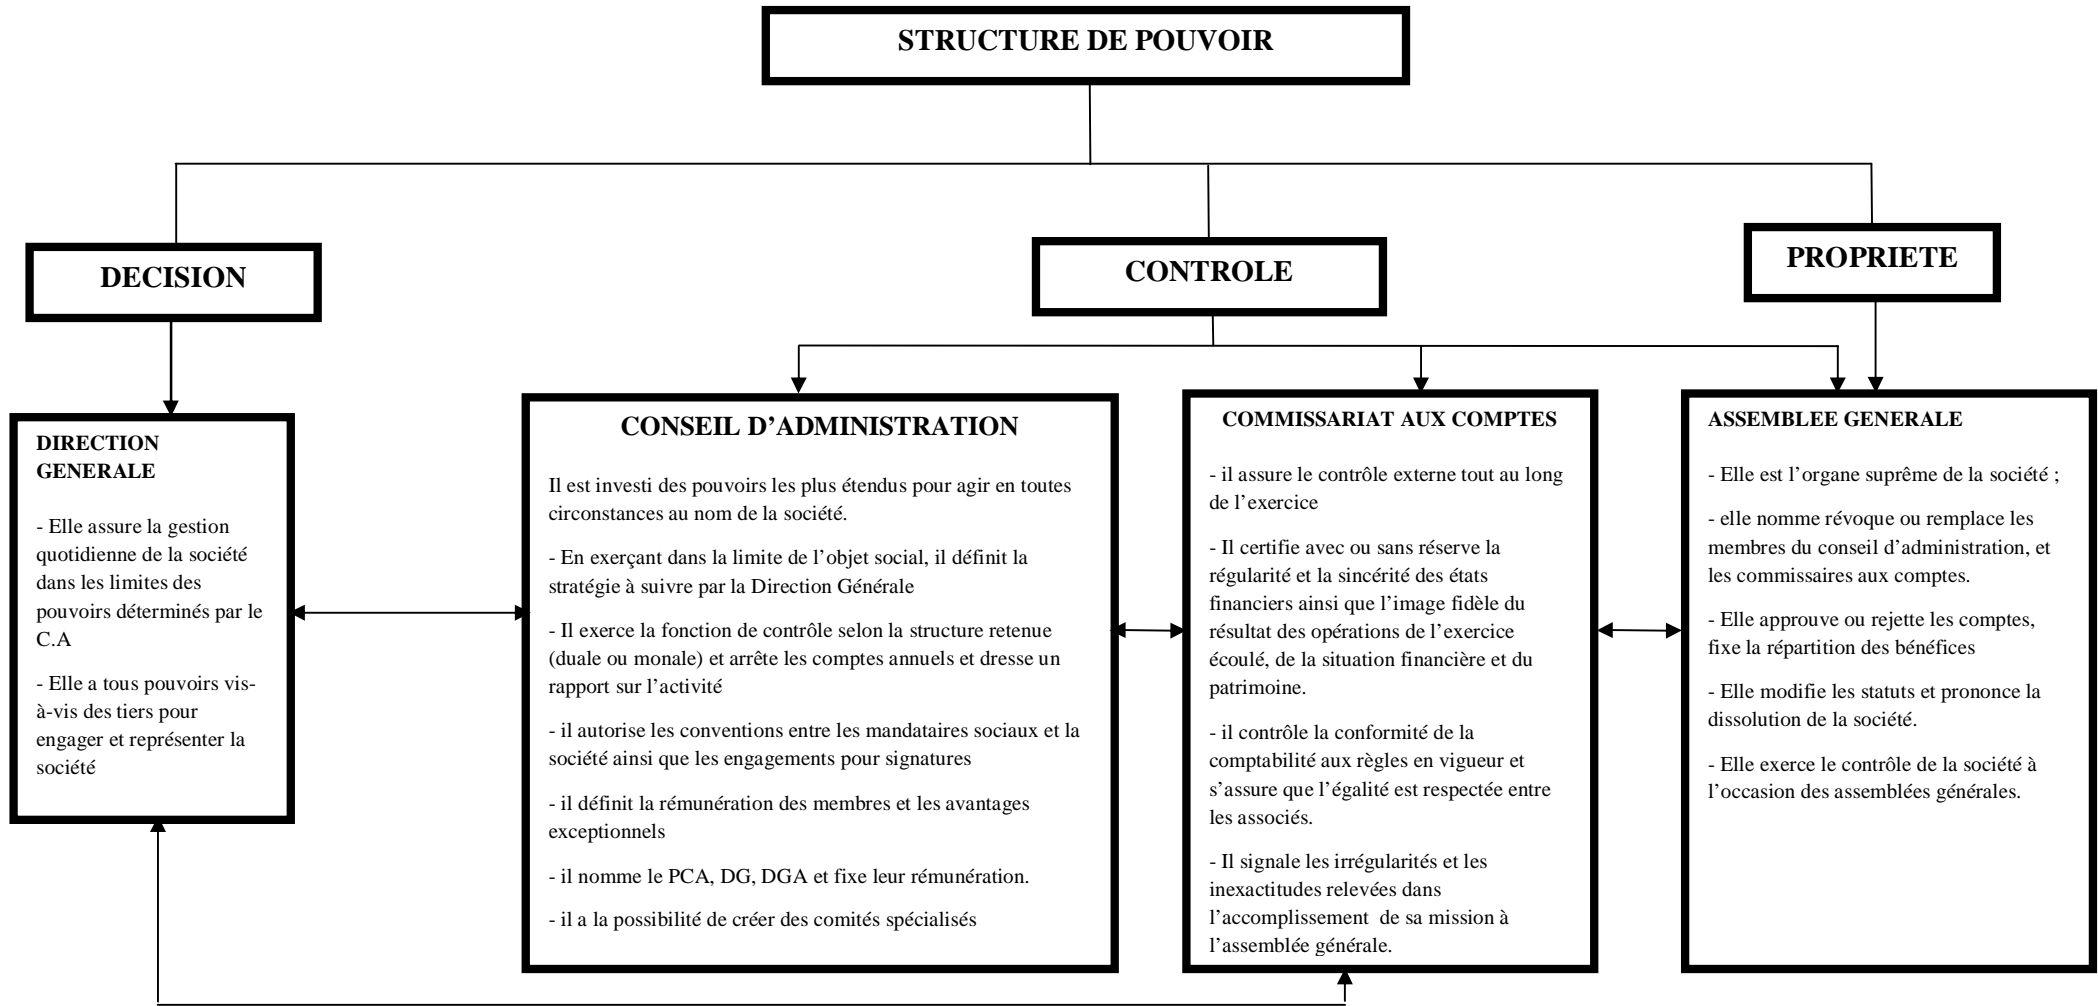 STRUCTURE DE POUVOIR
DECISION
CONTROLE
PROPRIETE
DIRECTION
GENERALE
- Elle assure la gestion
quotidienne de la société
dans les limites des
pouvoirs déterminés par le
C.A
- Elle a tous pouvoirs vis-
à-vis des tiers pour
engager et représenter la
société
CONSEIL D’ADMINISTRATION
Il est investi des pouvoirs les plus étendus pour agir en toutes
circonstances au nom de la société.
- En exerçant dans la limite de l’objet social, il définit la
stratégie à suivre par la Direction Générale
- Il exerce la fonction de contrôle selon la structure retenue
(duale ou monale) et arrête les comptes annuels et dresse un
rapport sur l’activité
- il autorise les conventions entre les mandataires sociaux et la
société ainsi que les engagements pour signatures
- il définit la rémunération des membres et les avantages
exceptionnels
- il nomme le PCA, DG, DGA et fixe leur rémunération.
- il a la possibilité de créer des comités spécialisés
COMMISSARIAT AUX COMPTES
- il assure le contrôle externe tout au long
de l’exercice
- Il certifie avec ou sans réserve la
régularité et la sincérité des états
financiers ainsi que l’image fidèle du
résultat des opérations de l’exercice
écoulé, de la situation financière et du
patrimoine.
- il contrôle la conformité de la
comptabilité aux règles en vigueur et
s’assure que l’égalité est respectée entre
les associés.
- Il signale les irrégularités et les
inexactitudes relevées dans
l’accomplissement de sa mission à
l’assemblée générale.
ASSEMBLEE GENERALE
- Elle est l’organe suprême de la société ;
- elle nomme révoque ou remplace les
membres du conseil d’administration, et
les commissaires aux comptes.
- Elle approuve ou rejette les comptes,
fixe la répartition des bénéfices
- Elle modifie les statuts et prononce la
dissolution de la société.
- Elle exerce le contrôle de la société à
l’occasion des assemblées générales.